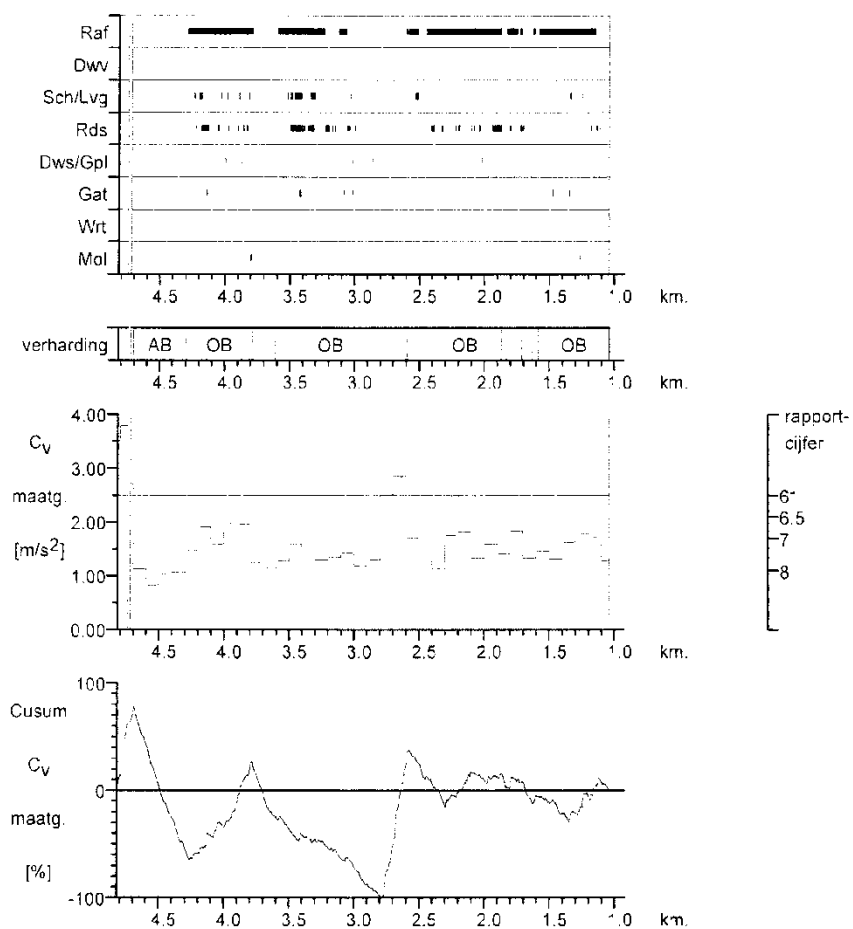 Raf
Dwv
Sch/Lvg
Rds
Dws/Gpl
Gat
Wrt
Mol
4.5 4.0 3.5 3.0 2.5 2.0 1.5 1.0 km.
verharding AB OB OB OB OB
4.5 4.0 3.5 3.0 2.5 2.0 1.5 1.0 km.
4.00 rapport-
Cv cijfer
3.00
maatg. 6-
6.5
2.00
7
[m/s²]
1.00 8
0.00
4.5 4.0 3.5 3.0 2.5 2.0 1.5 1.0 km.
100
Cusum
Cv
0
maatg.
[%]
-100
4.5 4.0 3.5 3.0 2.5 2.0 1.5 1.0 km.